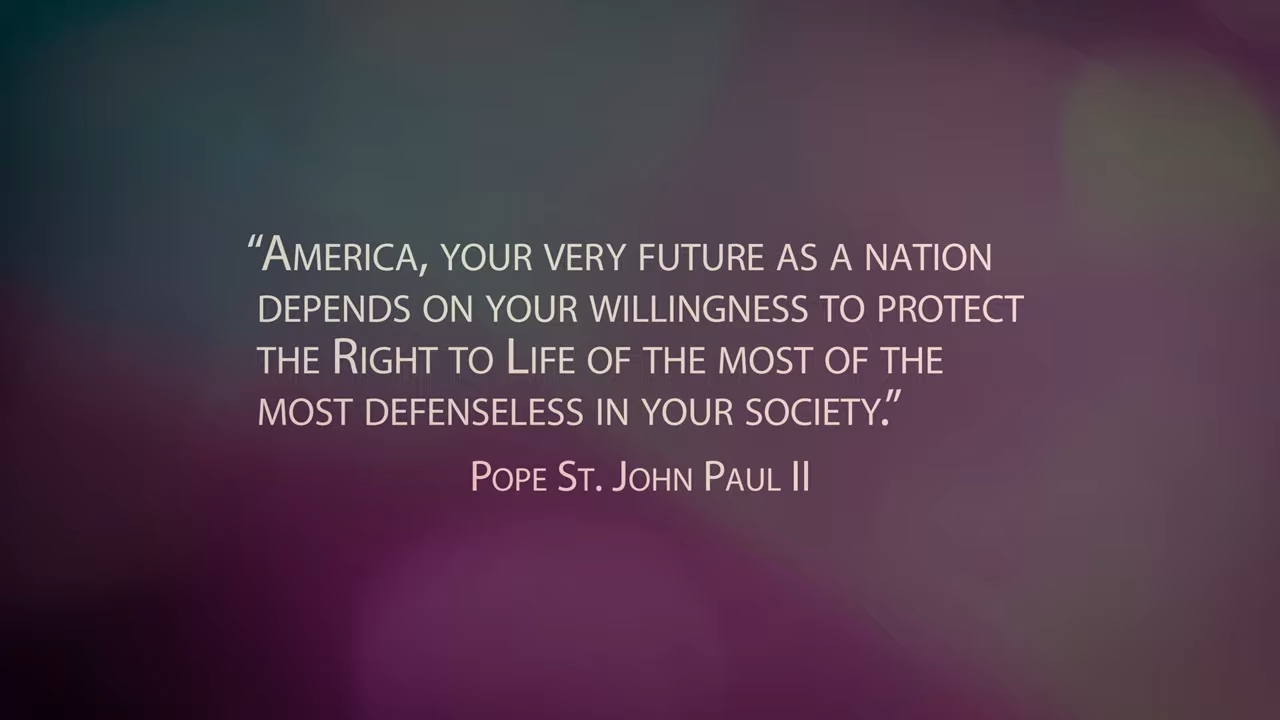 “America, your very future as a nation
depends on your willingness to protect
the Right to Life of the most of the
most defenseless in your society.”
Pope St. John Paul II